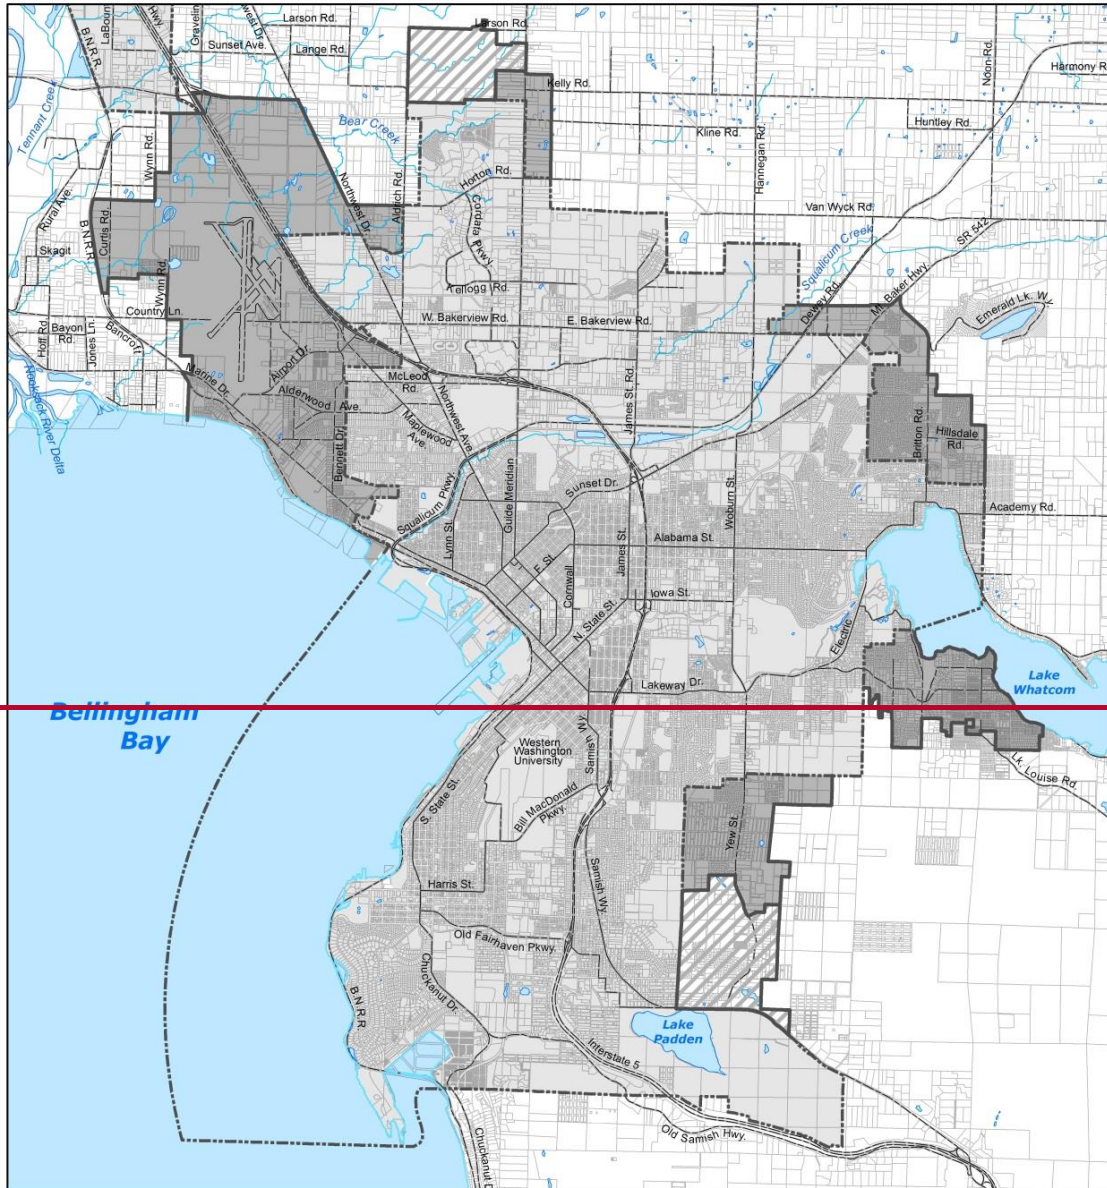 Larson Rd.
Larson Rd.
Sunset Ave.
Lange Rd.
Hwy.
B.N.R.R.
Kelly Rd.
Noon Rd.
Harmony R
Tennant Creek
Bear Creek
Huntley Rd.
Kline Rd.
Hannegan Rd.
Wynn Rd.
Horton Rd.
Northwest Dr.
Aldrich Rd.
Cordata Pkwy.
Rural Ave.
B.N.R.R.
Curtis Rd.
Van Wyck Rd.
SR 542
Skagit
Squalicum Creek
Wynn Rd.
Kellogg Rd.
Dewey Rd.
Mt. Baker Hwy.
Emerald Lk. W
Country Ln.
W. Bakerview Rd.
E. Bakerview Rd.
Hoff Rd.
Bayon
Rd.
Jones Ln.
Bancroft
Marine Dr.
Airport Dr.
McLeod
Rd.
Alderwood Ave.
Northwest Ave.
James St. Rd.
Nooksack River Delta
Maplewood
Ave.
Bennett Dr.
Britton Rd.
Hillsdale
Rd.
Squalicum Pkwy.
Guide Meridian
Sunset Dr.
Woburn St.
Academy Rd.
Lynn St.
Alabama St.
James St.
F. St.
Cornwall
Iowa St.
N. State St.
Electric
Lakeway Dr.
Lake
Whatcom
Bellingham
Bay
Western
Washington
University
Samish Wy.
Lk. Louise Rd.
S. State St.
Bill MacDonald
Pkwy.
Yew St.
Samish Wy.
Harris St.
Old Fairhaven Pkwy.
Chuckanut Dr.
B.N.R.R.
Lake
Padden
Interstate 5
Old Samish Hwy.
Chuckanut D